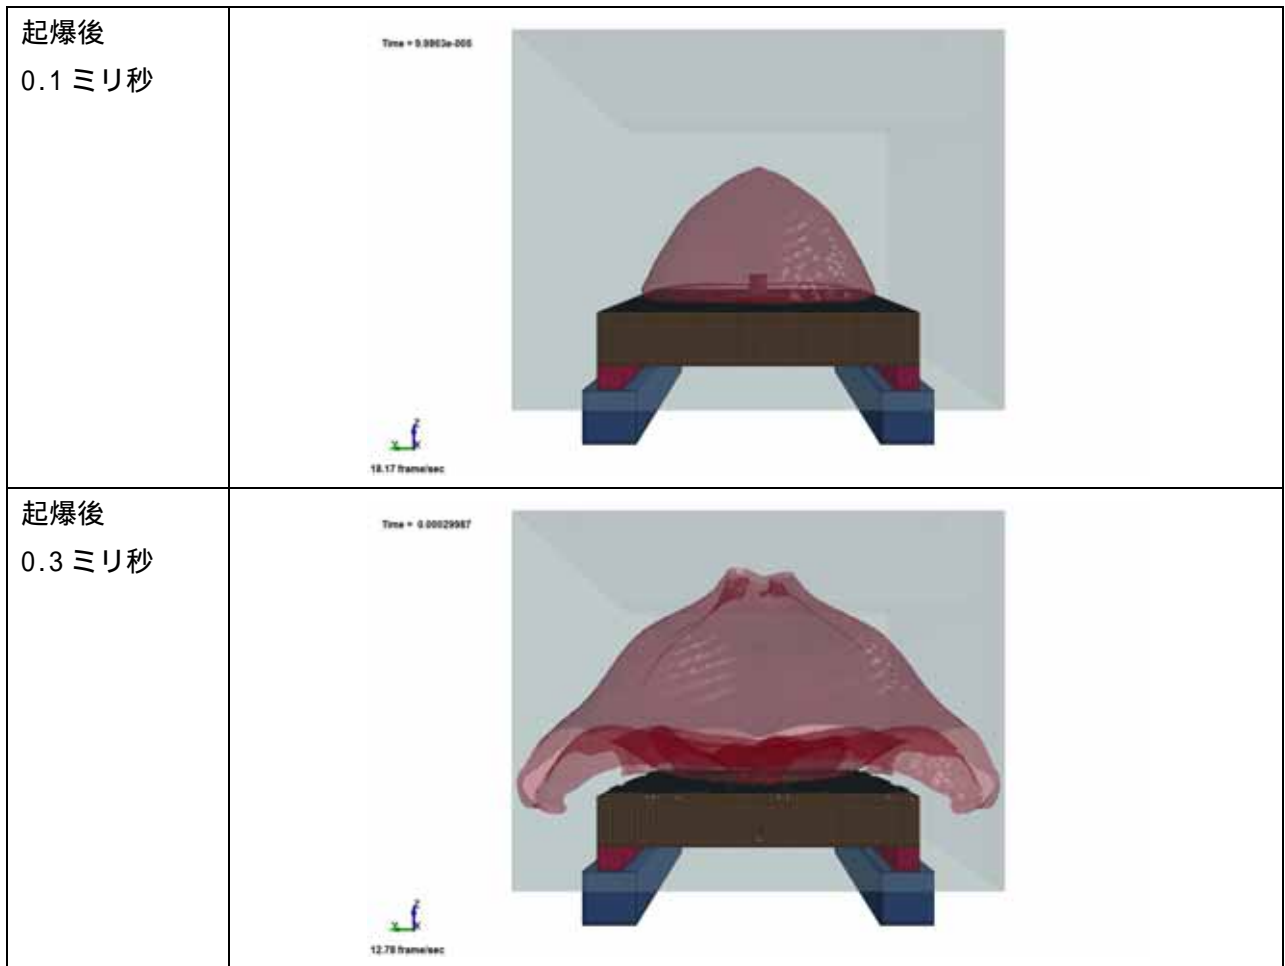 起爆後
0.1ミリ秒
Time = 9.9863e-005
Z
Y X
18.17 frame/sec
起爆後
0.3ミリ秒
Time = 0.00029987
Z
Y X
12.78 frame/sec